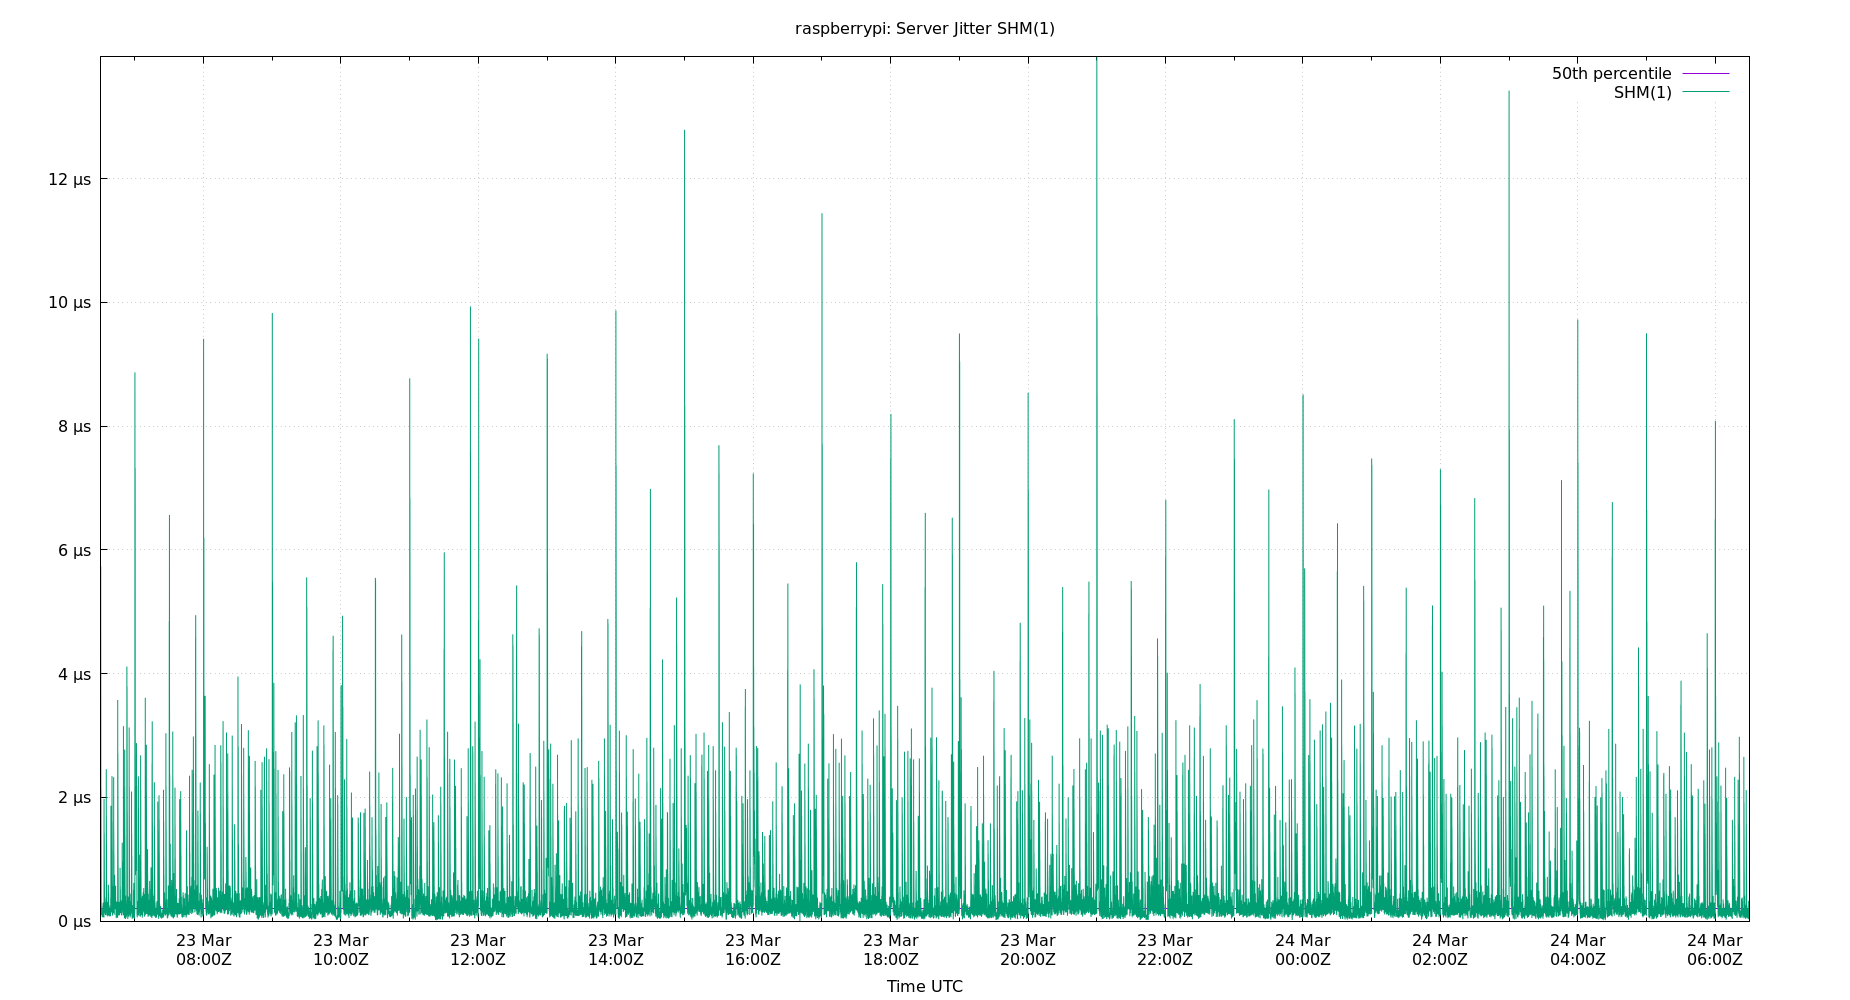 raspberrypi: Server Jitter SHM(1)
50th percentile
SHM(1)
12 µs
10 µs
8 µs
6 µs
4 µs
2 µs
0 µs
23 Mar 23 Mar 23 Mar 23 Mar 23 Mar 23 Mar 23 Mar 23 Mar 24 Mar 24 Mar 24 Mar 24 Mar
08:00Z 10:00Z 12:00Z 14:00Z 16:00Z 18:00Z 20:00Z 22:00Z 00:00Z 02:00Z 04:00Z 06:00Z
Time UTC